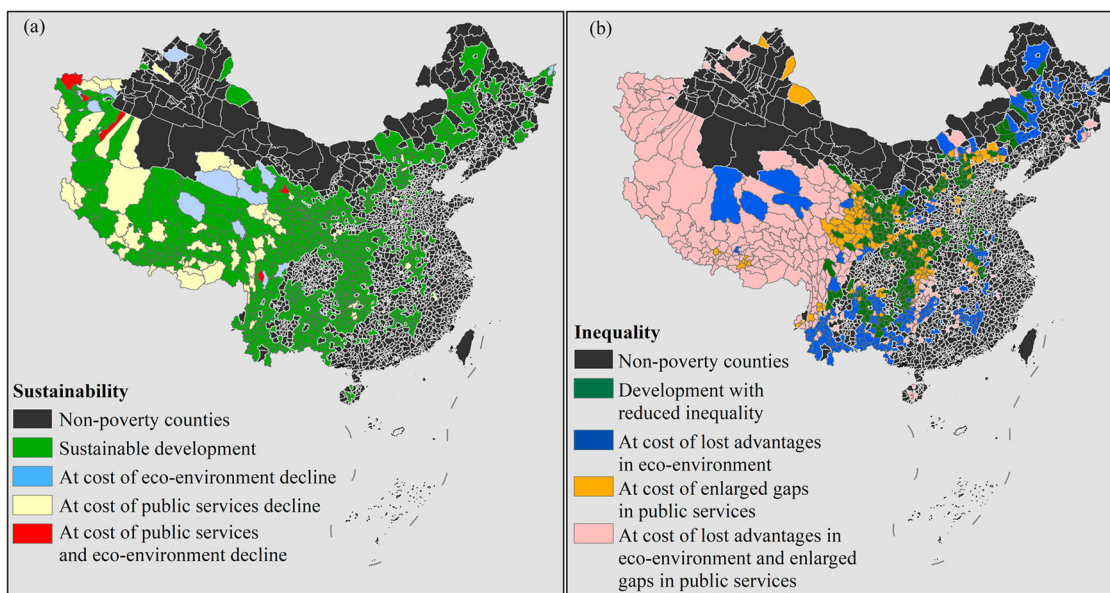 (a)
Sustainability
Non-poverty counties
Sustainable development
At cost of eco-environment decline
At cost of public services decline
At cost of public services
and eco-environment decline
(b)
Inequality
Non-poverty counties
Development with
reduced inequality
At cost of lost advantages
in eco-environment
At cost of enlarged gaps
in public services
At cost of lost advantages in
eco-environment and enlarged
gaps in public services